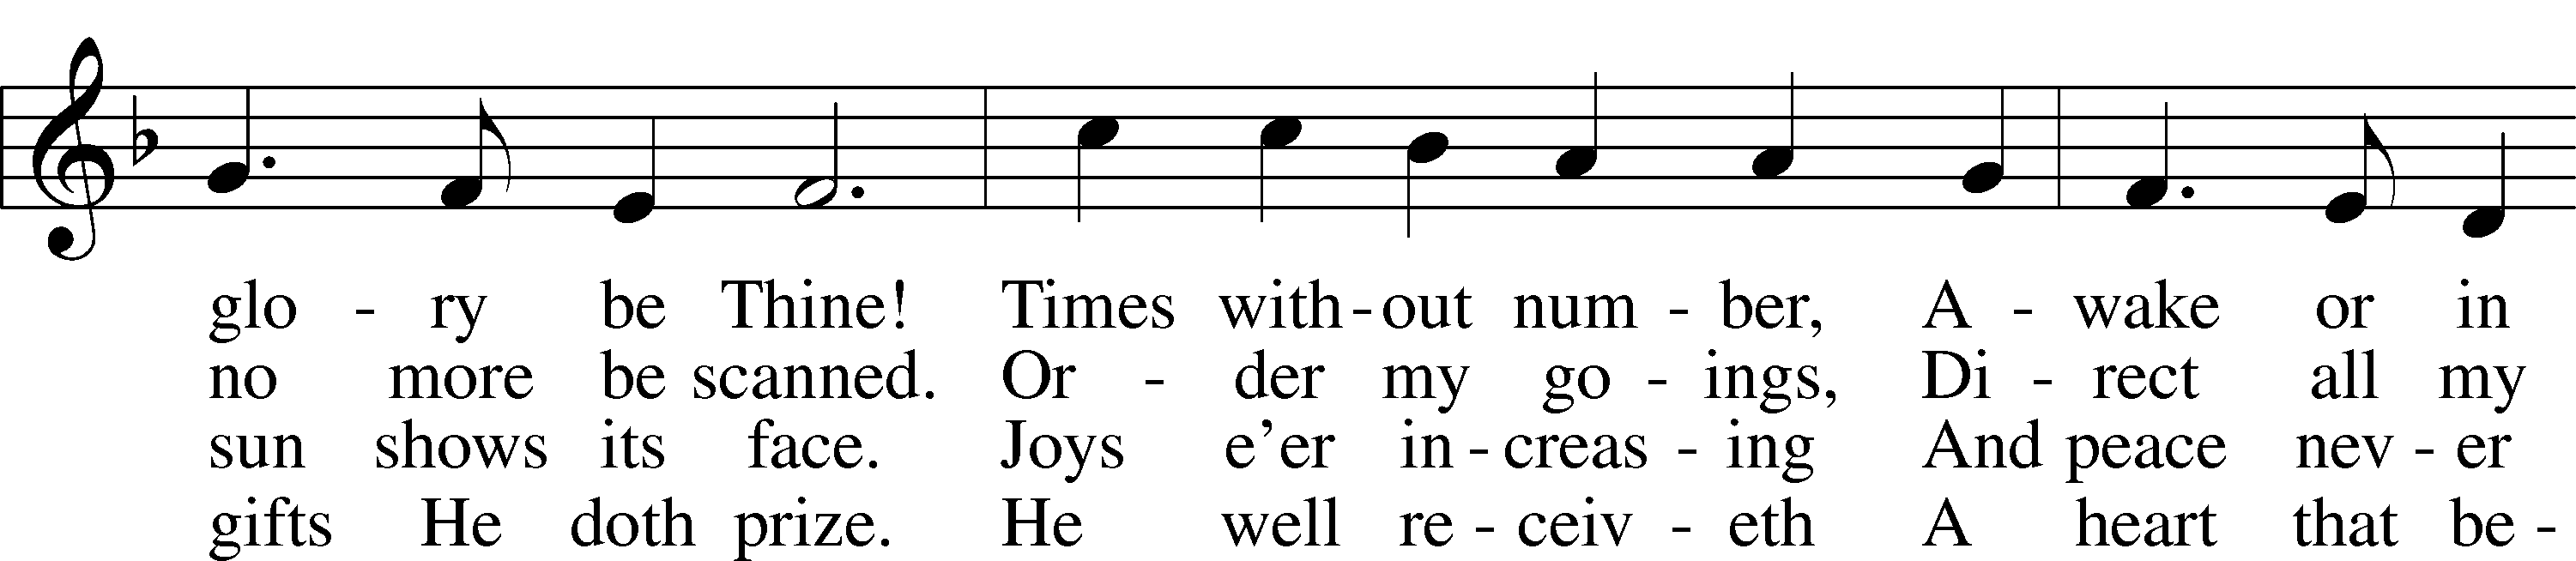 glo - ry be Thine! Times with - out num - ber, A - wake or in
no more be scanned. Or - der my go - ings, Di - rect all my
sun shows its face. Joys e’er in - creas - ing And peace nev - er
gifts He doth prize. He well re - ceiv - eth A heart that be -